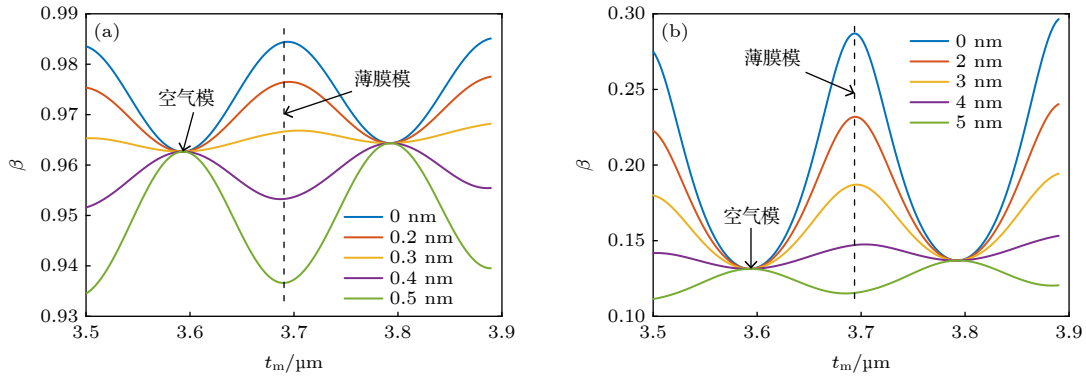 (a)
0.99
0.98
0.97
0.96
0.95
0.94
0.93
β
空气模
薄膜模
0 nm
0.2 nm
0.3 nm
0.4 nm
0.5 nm
3.5 3.6 3.7 3.8 3.9
t_m/µm
(b)
0.30
0.25
0.20
0.15
0.10
β
薄膜模
空气模
0 nm
2 nm
3 nm
4 nm
5 nm
3.5 3.6 3.7 3.8 3.9
t_m/µm